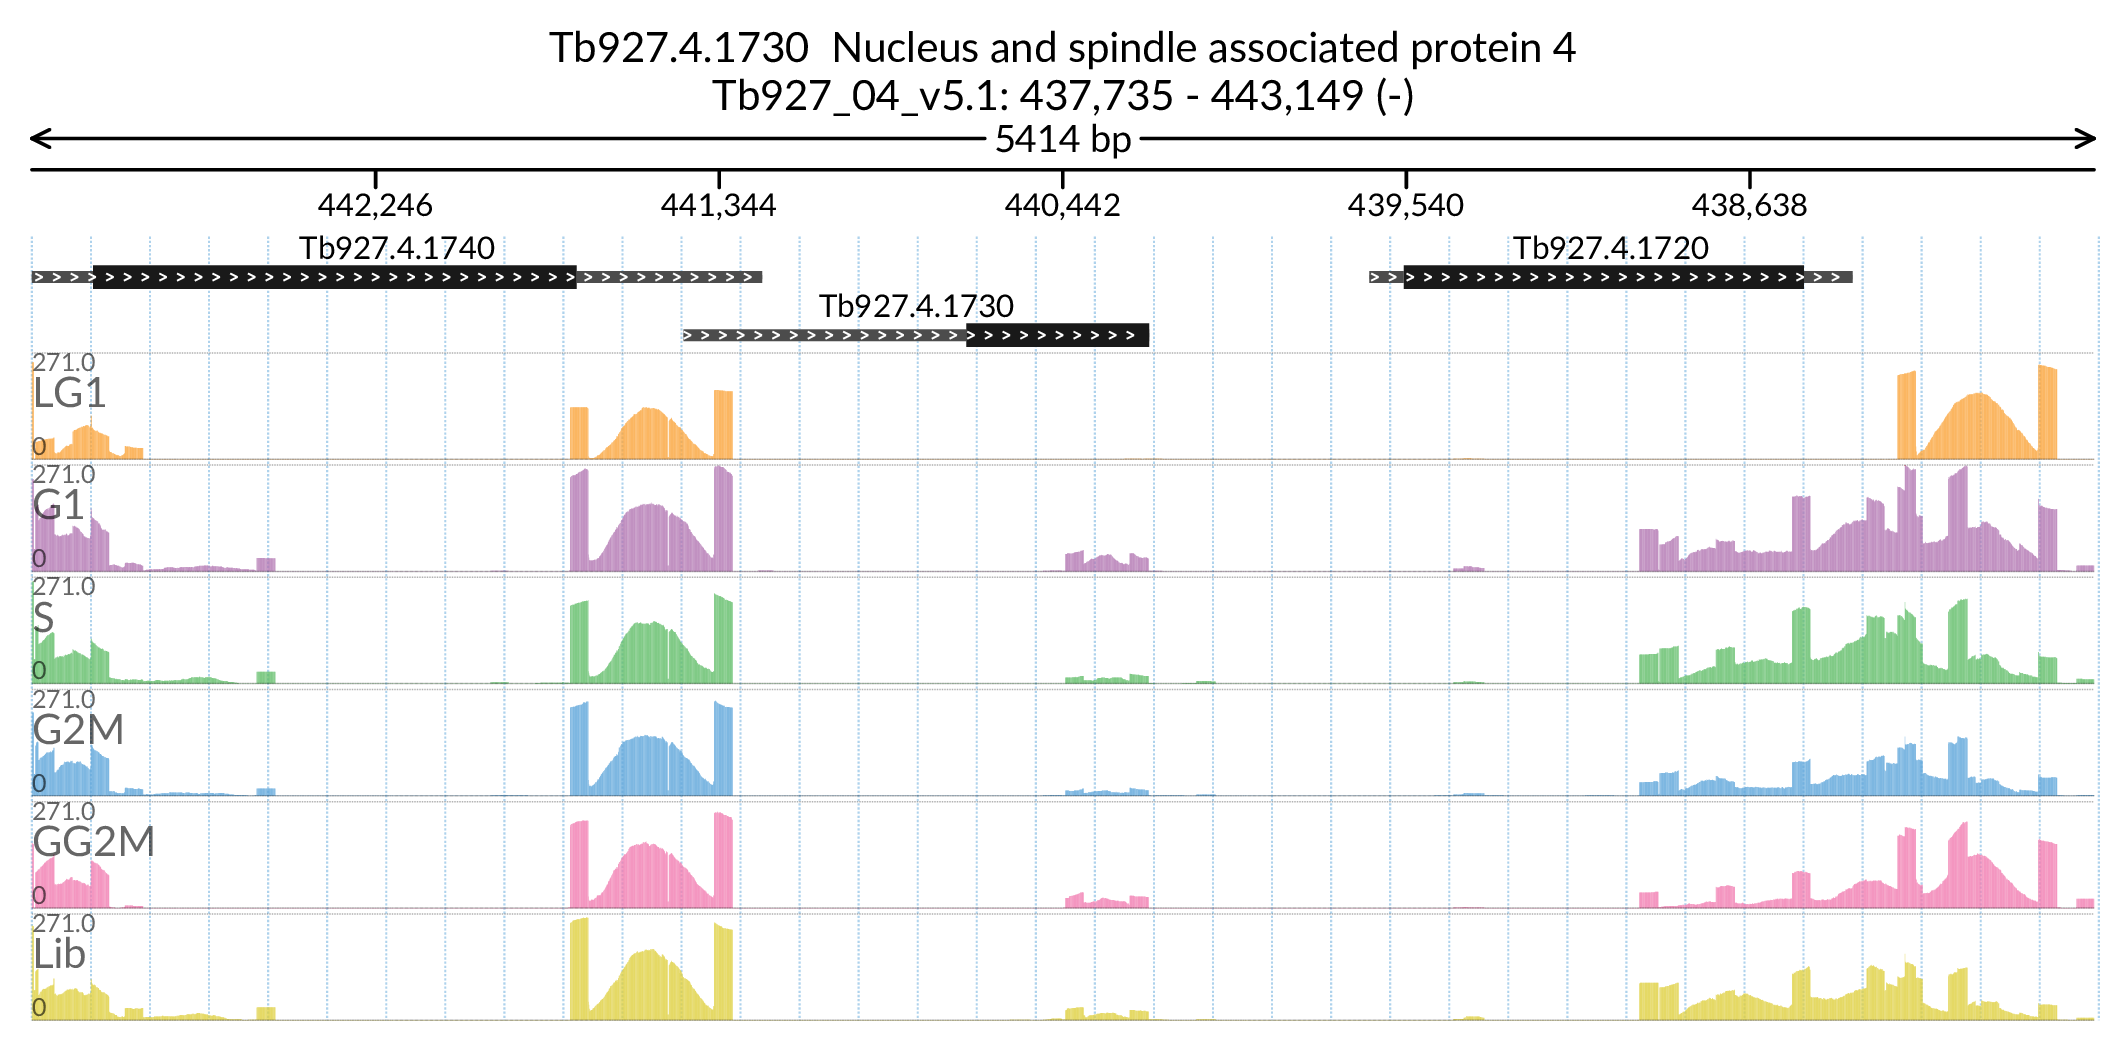 Tb927.4.1730  Nucleus and spindle associated protein 4
Tb927_04_v5.1: 437,735 - 443,149 (-)
5414 bp
442,246 441,344 440,442 439,540 438,638
Tb927.4.1740 Tb927.4.1720
Tb927.4.1730
271.0
LG1
0
271.0
G1
0
271.0
S
0
271.0
G2M
0
271.0
GG2M
0
271.0
Lib
0